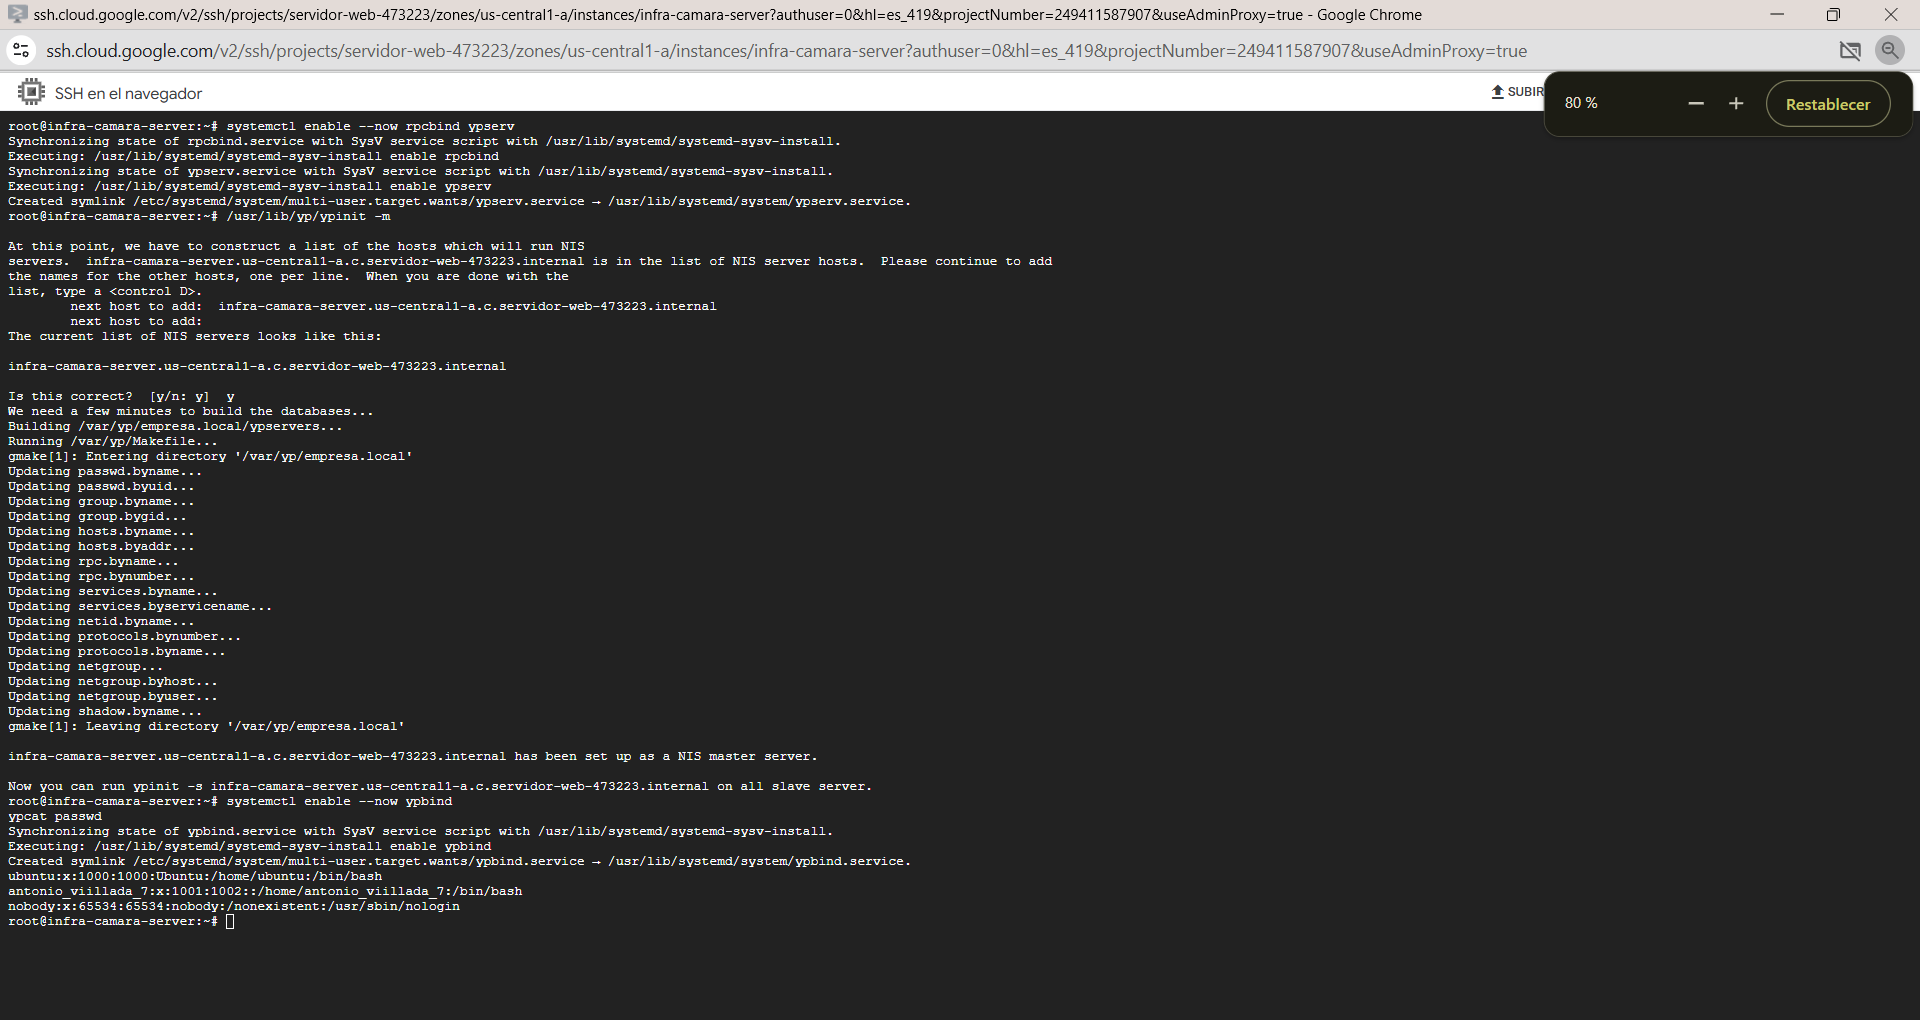 ssh.cloud.google.com/v2/ssh/projects/servidor-web-473223/zones/us-central1-a/instances/infra-camara-server?authuser=0&hl=es_419&projectNumber=249411587907&useAdminProxy=true - Google Chrome
ssh.cloud.google.com/v2/ssh/projects/servidor-web-473223/zones/us-central1-a/instances/infra-camara-server?authuser=0&hl=es_419&projectNumber=249411587907&useAdminProxy=true
SSH en el navegador
SUBIR
80 %
Restablecer
root@infra-camara-server:~# systemctl enable --now rpcbind ypserv
Synchronizing state of rpcbind.service with SysV service script with /usr/lib/systemd/systemd-sysv-install.
Executing: /usr/lib/systemd/systemd-sysv-install enable rpcbind
Synchronizing state of ypserv.service with SysV service script with /usr/lib/systemd/systemd-sysv-install.
Executing: /usr/lib/systemd/systemd-sysv-install enable ypserv
Created symlink /etc/systemd/system/multi-user.target.wants/ypserv.service → /usr/lib/systemd/system/ypserv.service.
root@infra-camara-server:~# /usr/lib/yp/ypinit -m
At this point, we have to construct a list of the hosts which will run NIS
servers.  infra-camara-server.us-central1-a.c.servidor-web-473223.internal is in the list of NIS server hosts.  Please continue to add
the names for the other hosts, one per line.  When you are done with the
list, type a <control D>.
next host to add:  infra-camara-server.us-central1-a.c.servidor-web-473223.internal
next host to add:
The current list of NIS servers looks like this:
infra-camara-server.us-central1-a.c.servidor-web-473223.internal
Is this correct?  [y/n: y]  y
We need a few minutes to build the databases...
Building /var/yp/empresa.local/ypservers...
Running /var/yp/Makefile...
gmake[1]: Entering directory '/var/yp/empresa.local'
Updating passwd.byname...
Updating passwd.byuid...
Updating group.byname...
Updating group.bygid...
Updating hosts.byname...
Updating hosts.byaddr...
Updating rpc.byname...
Updating rpc.bynumber...
Updating services.byname...
Updating services.byservicename...
Updating netid.byname...
Updating protocols.bynumber...
Updating protocols.byname...
Updating netgroup...
Updating netgroup.byhost...
Updating netgroup.byuser...
Updating shadow.byname...
gmake[1]: Leaving directory '/var/yp/empresa.local'
infra-camara-server.us-central1-a.c.servidor-web-473223.internal has been set up as a NIS master server.
Now you can run ypinit -s infra-camara-server.us-central1-a.c.servidor-web-473223.internal on all slave server.
root@infra-camara-server:~# systemctl enable --now ypbind
ypcat passwd
Synchronizing state of ypbind.service with SysV service script with /usr/lib/systemd/systemd-sysv-install.
Executing: /usr/lib/systemd/systemd-sysv-install enable ypbind
Created symlink /etc/systemd/system/multi-user.target.wants/ypbind.service → /usr/lib/systemd/system/ypbind.service.
ubuntu:x:1000:1000:Ubuntu:/home/ubuntu:/bin/bash
antonio_viillada_7:x:1001:1002::/home/antonio_viillada_7:/bin/bash
nobody:x:65534:65534:nobody:/nonexistent:/usr/sbin/nologin
root@infra-camara-server:~#